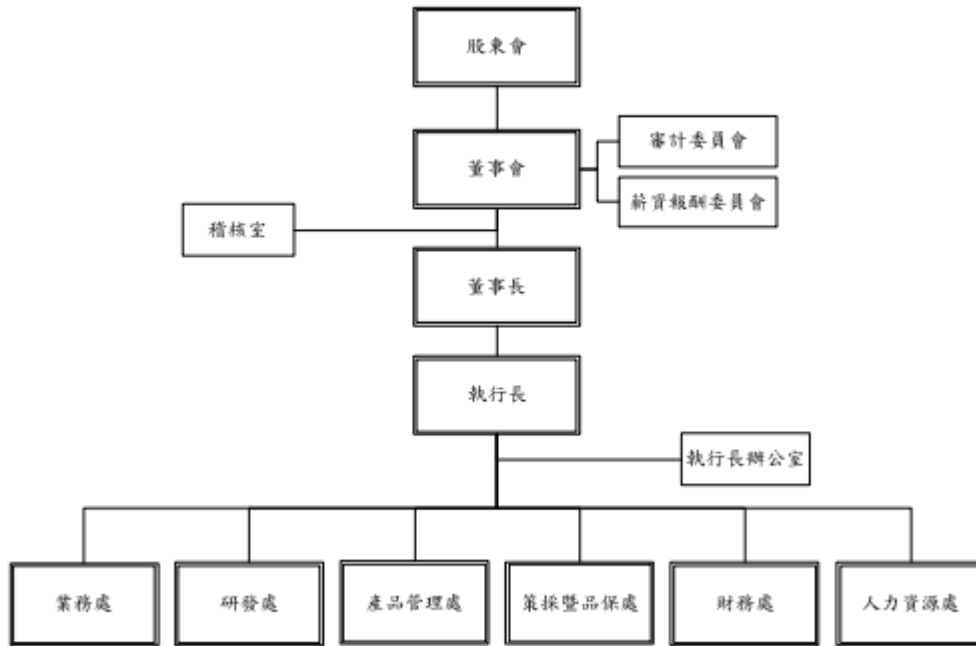 股東會
董事會
審計委員會
薪資報酬委員會
稽核室
董事長
執行長
執行長辦公室
業務處
研發處
產品管理處
策採暨品保處
財務處
人力資源處